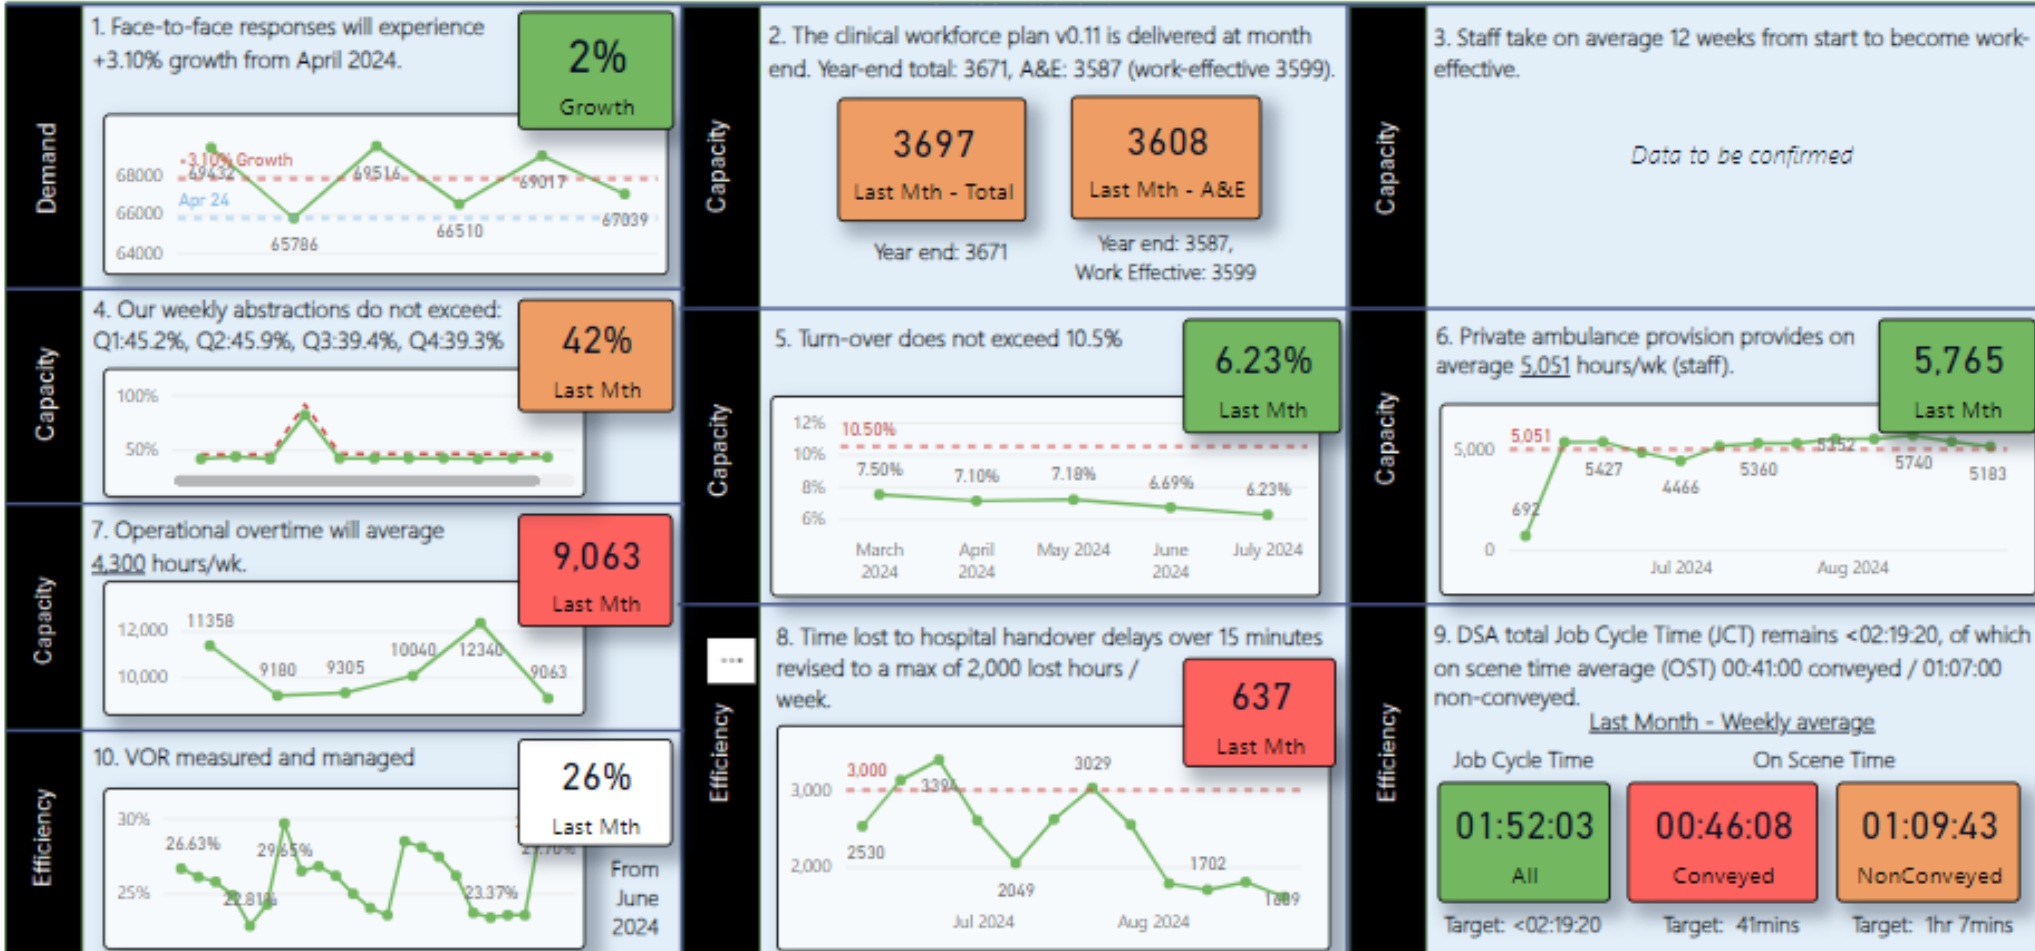 Demand
1. Face-to-face responses will experience
+3.10% growth from April 2024.
2%
Growth
68000
66000
64000
+3.10% Growth
Apr 24
69432
65786
69516
66510
69017
67039
Capacity
2. The clinical workforce plan v0.11 is delivered at month
end. Year-end total: 3671, A&E: 3587 (work-effective 3599).
3697
Last Mth - Total
Year end: 3671
3608
Last Mth - A&E
Year end: 3587,
Work Effective: 3599
Capacity
3. Staff take on average 12 weeks from start to become work-
effective.
Data to be confirmed
Capacity
4. Our weekly abstractions do not exceed:
Q1:45.2%, Q2:45.9%, Q3:39.4%, Q4:39.3%
42%
Last Mth
100%
50%
Capacity
5. Turn-over does not exceed 10.5%
6.23%
Last Mth
12%
10%
8%
6%
10.50%
7.50%
7.10%
7.18%
6.69%
6.23%
March
2024
April
2024
May 2024
June
2024
July 2024
Capacity
6. Private ambulance provision provides on
average 5,051 hours/wk (staff).
5,765
Last Mth
5,000
0
5,051
692
5427
4466
5360
5352
5740
5183
Jul 2024
Aug 2024
Capacity
7. Operational overtime will average
4,300 hours/wk.
9,063
Last Mth
12,000
10,000
11358
9180
9305
10040
12340
9063
Efficiency
8. Time lost to hospital handover delays over 15 minutes
revised to a max of 2,000 lost hours /
week.
637
Last Mth
3,000
2,000
3,000
2530
3394
2049
3029
1702
1609
Jul 2024
Aug 2024
Efficiency
9. DSA total Job Cycle Time (JCT) remains <02:19:20, of which
on scene time average (OST) 00:41:00 conveyed / 01:07:00
non-conveyed.
Last Month - Weekly average
Job Cycle Time
On Scene Time
01:52:03
All
00:46:08
Conveyed
01:09:43
NonConveyed
Target: <02:19:20
Target: 41mins
Target: 1hr 7mins
Efficiency
10. VOR measured and managed
26%
Last Mth
30%
25%
26.63%
22.81%
29.65%
23.37%
From
June
2024